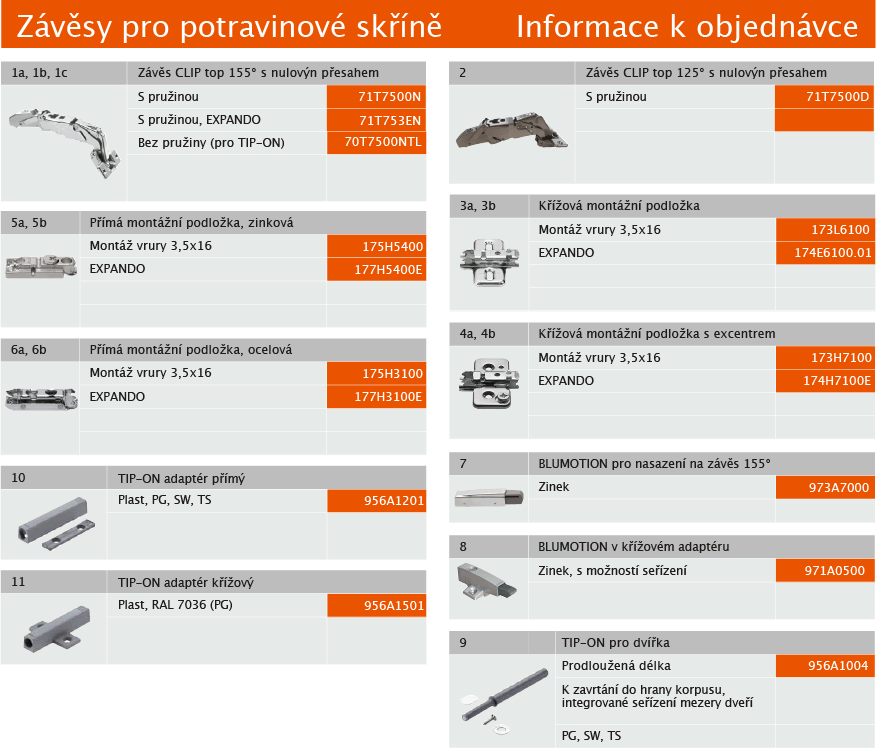 Závěsy pro potravinové skříně
Informace k objednávce
1a, 1b, 1c
Závěs CLIP top 155° s nulovýn přesahem
S pružinou
71T7500N
S pružinou, EXPANDO
71T753EN
Bez pružiny (pro TIP-ON)
70T7500NTL
5a, 5b
Přímá montážní podložka, zinková
Montáž vrury 3,5x16
175H5400
EXPANDO
177H5400E
6a, 6b
Přímá montážní podložka, ocelová
Montáž vrury 3,5x16
175H3100
EXPANDO
177H3100E
10
TIP-ON adaptér přímý
Plast, PG, SW, TS
956A1201
11
TIP-ON adaptér křížový
Plast, RAL 7036 (PG)
956A1501
2
Závěs CLIP top 125° s nulovýn přesahem
S pružinou
71T7500D
3a, 3b
Křížová montážní podložka
Montáž vrury 3,5x16
173L6100
EXPANDO
174E6100.01
4a, 4b
Křížová montážní podložka s excentrem
Montáž vrury 3,5x16
173H7100
EXPANDO
174H7100E
7
BLUMOTION pro nasazení na závěs 155°
Zinek
973A7000
8
BLUMOTION v křížovém adaptéru
Zinek, s možností seřízení
971A0500
9
TIP-ON pro dvířka
Prodloužená délka
956A1004
K zavrtání do hrany korpusu,
integrované seřízení mezery dveří
PG, SW, TS